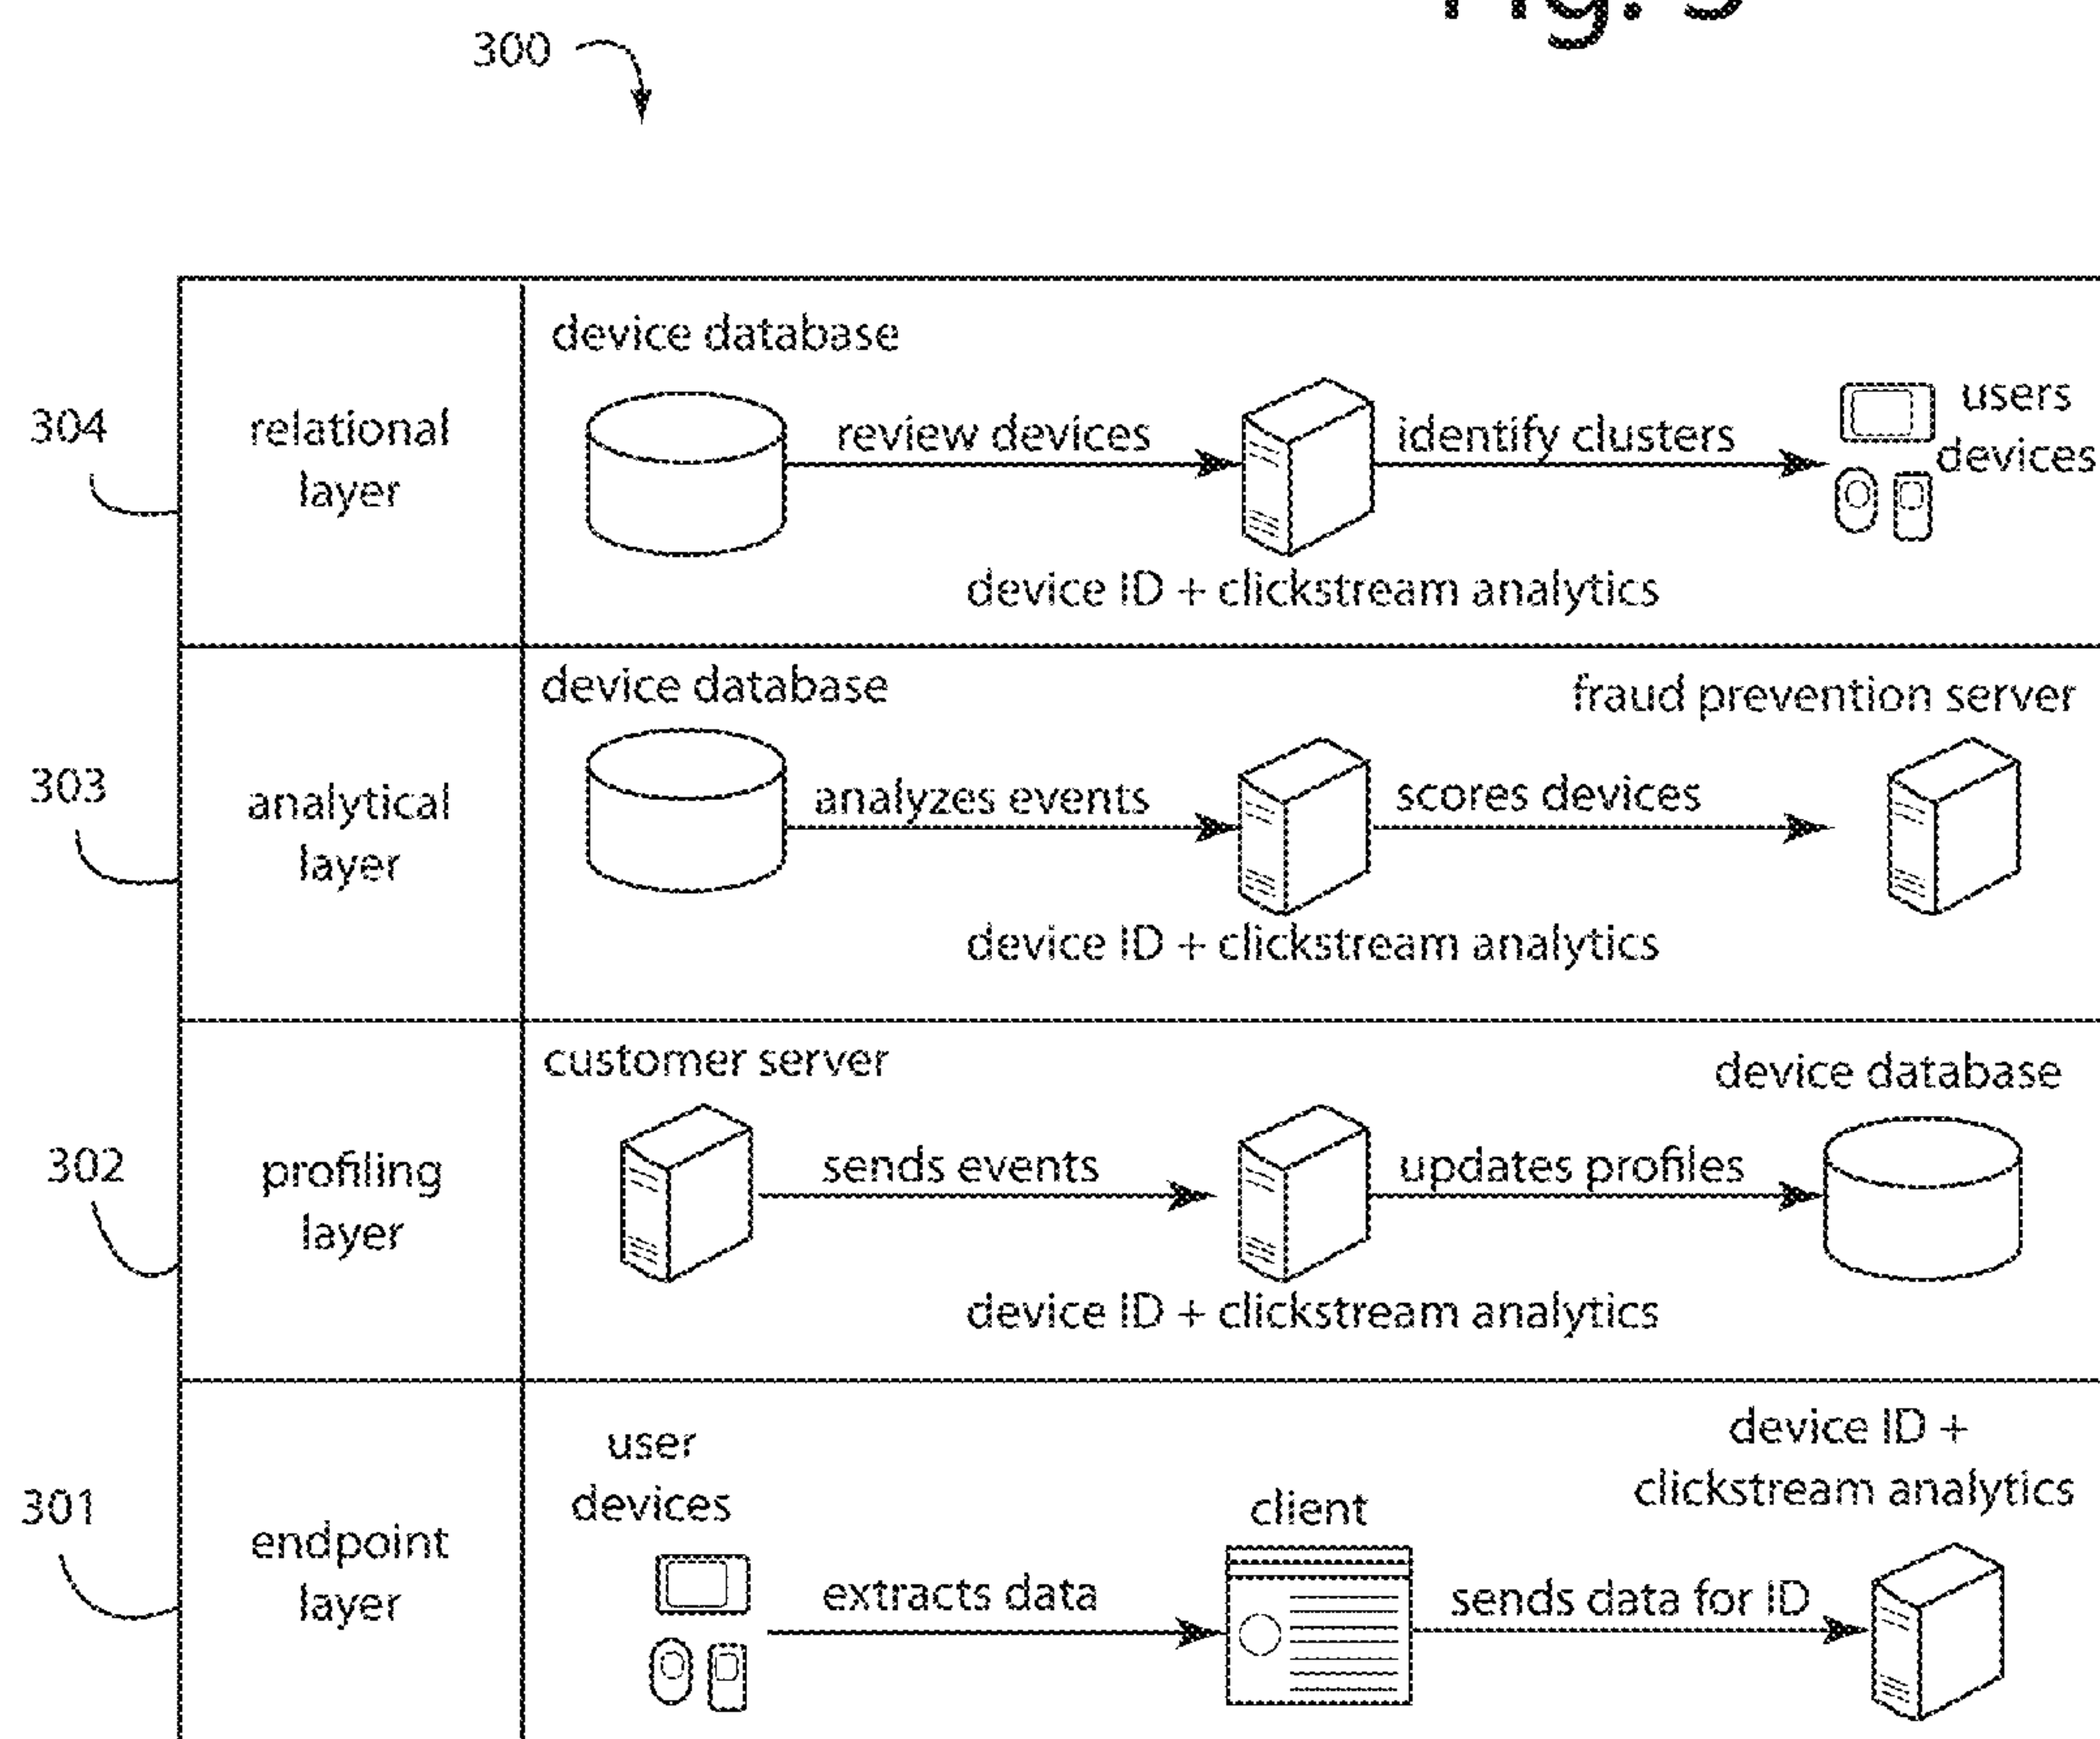 300
304
relational
layer
device database
review devices
identify clusters
users
devices
device ID + clickstream analytics
303
analytical
layer
device database
analyzes events
scores devices
fraud prevention server
device ID + clickstream analytics
302
profiling
layer
customer server
sends events
updates profiles
device database
device ID + clickstream analytics
301
endpoint
layer
user
devices
extracts data
client
sends data for ID
device ID +
clickstream analytics